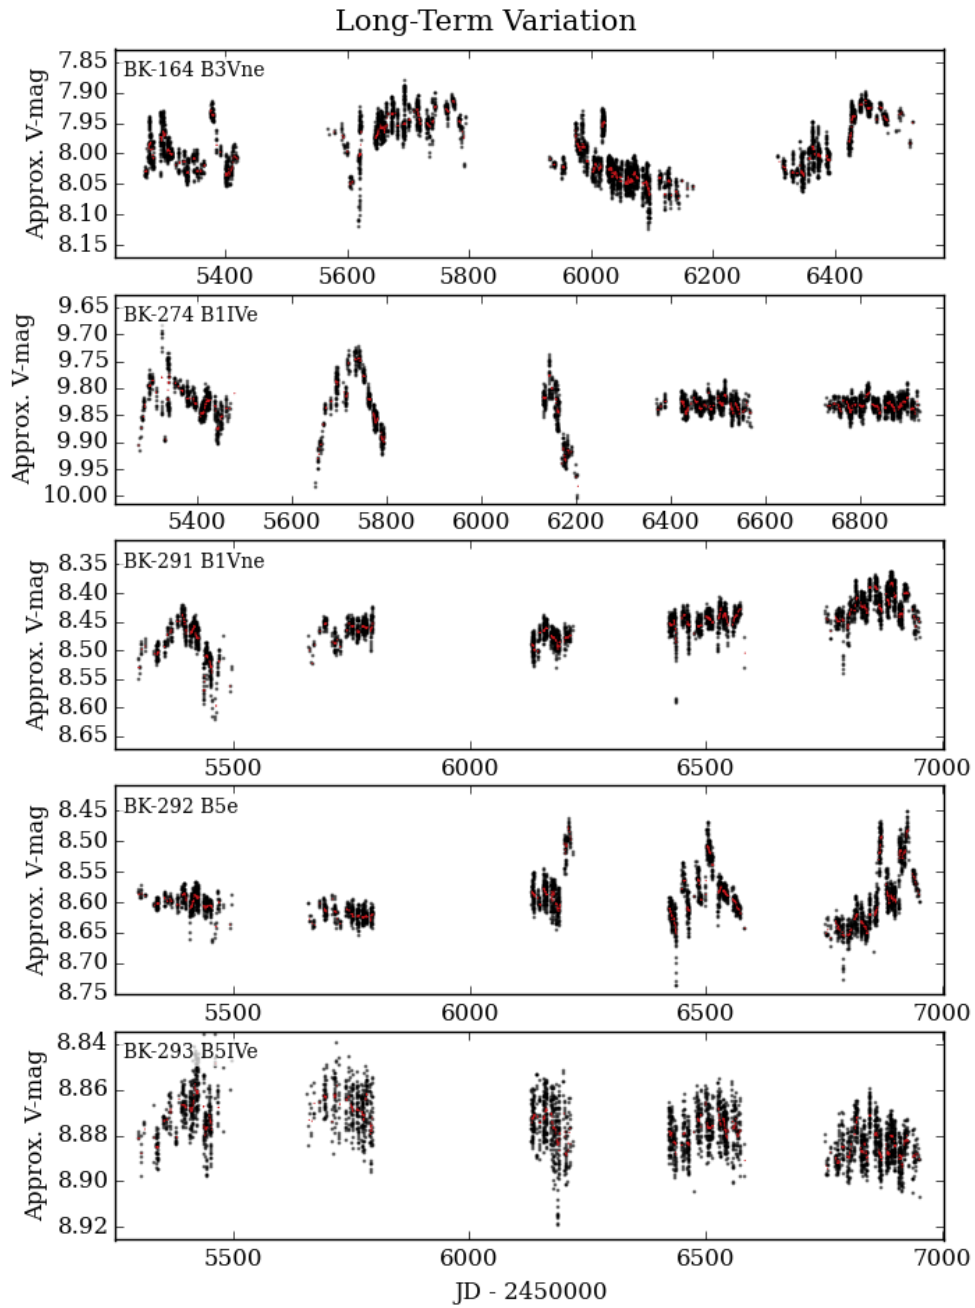 Long-Term Variation
BK-164 B3Vne
Approx. V-mag
7.85
7.90
7.95
8.00
8.05
8.10
8.15
5400 5600 5800 6000 6200 6400
BK-274 B1IVe
Approx. V-mag
9.65
9.70
9.75
9.80
9.85
9.90
9.95
10.00
5400 5600 5800 6000 6200 6400 6600 6800
BK-291 B1Vne
Approx. V-mag
8.35
8.40
8.45
8.50
8.55
8.60
8.65
5500 6000 6500 7000
BK-292 B5e
Approx. V-mag
8.45
8.50
8.55
8.60
8.65
8.70
8.75
5500 6000 6500 7000
BK-293 B5IVe
Approx. V-mag
8.84
8.86
8.88
8.90
8.92
5500 6000 6500 7000
JD - 2450000